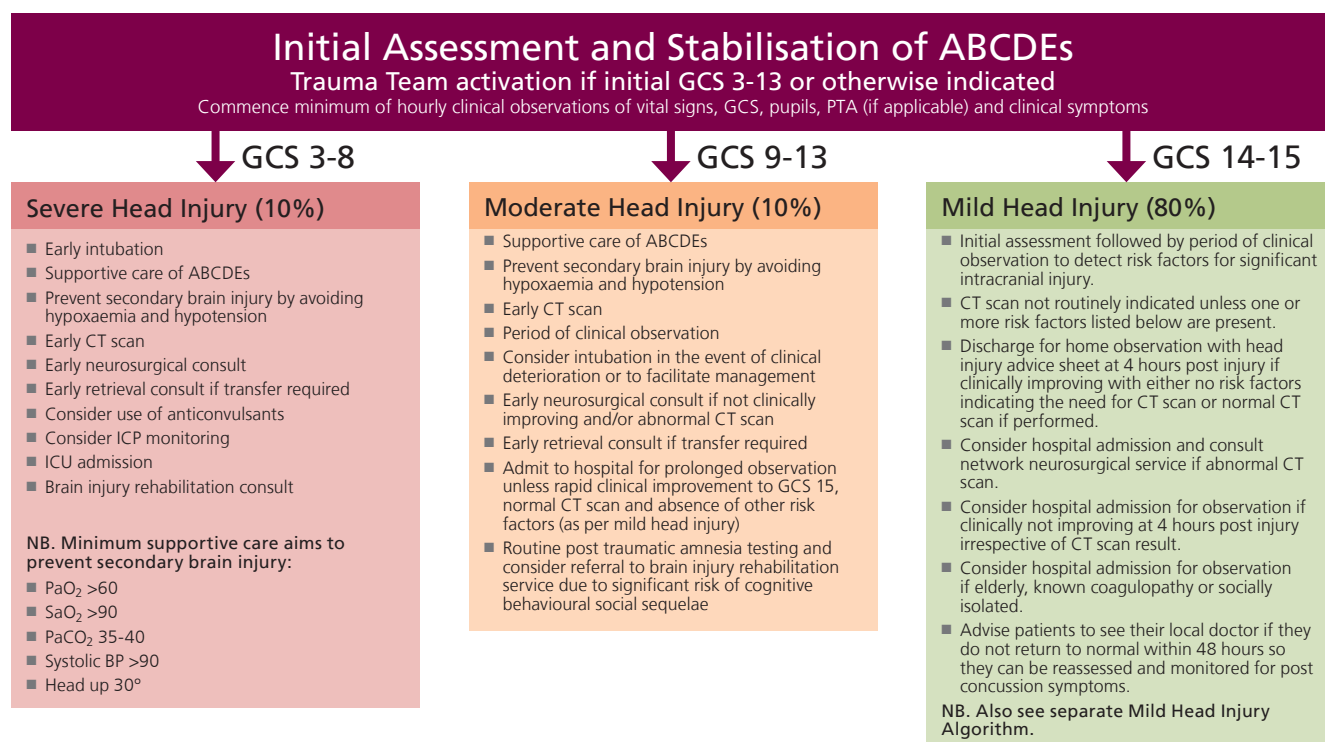 Initial Assessment and Stabilisation of ABCDEs
Trauma Team activation if initial GCS 3-13 or otherwise indicated
Commence minimum of hourly clinical observations of vital signs, GCS, pupils, PTA (if applicable) and clinical symptoms
GCS 3-8
Severe Head Injury (10%)
■ Early intubation
■ Supportive care of ABCDEs
■ Prevent secondary brain injury by avoiding
hypoxaemia and hypotension
■ Early CT scan
■ Early neurosurgical consult
■ Early retrieval consult if transfer required
■ Consider use of anticonvulsants
■ Consider ICP monitoring
■ ICU admission
■ Brain injury rehabilitation consult
NB. Minimum supportive care aims to
prevent secondary brain injury:
■ PaO₂ >60
■ SaO₂ >90
■ PaCO₂ 35-40
■ Systolic BP >90
■ Head up 30º
GCS 9-13
Moderate Head Injury (10%)
■ Supportive care of ABCDEs
■ Prevent secondary brain injury by avoiding
hypoxaemia and hypotension
■ Early CT scan
■ Period of clinical observation
■ Consider intubation in the event of clinical
deterioration or to facilitate management
■ Early neurosurgical consult if not clinically
improving and/or abnormal CT scan
■ Early retrieval consult if transfer required
■ Admit to hospital for prolonged observation
unless rapid clinical improvement to GCS 15,
normal CT scan and absence of other risk
factors (as per mild head injury)
■ Routine post traumatic amnesia testing and
consider referral to brain injury rehabilitation
service due to significant risk of cognitive
behavioural social sequelae
GCS 14-15
Mild Head Injury (80%)
■ Initial assessment followed by period of clinical
observation to detect risk factors for significant
intracranial injury.
■ CT scan not routinely indicated unless one or
more risk factors listed below are present.
■ Discharge for home observation with head
injury advice sheet at 4 hours post injury if
clinically improving with either no risk factors
indicating the need for CT scan or normal CT
scan if performed.
■ Consider hospital admission and consult
network neurosurgical service if abnormal CT
scan.
■ Consider hospital admission for observation if
clinically not improving at 4 hours post injury
irrespective of CT scan result.
■ Consider hospital admission for observation
if elderly, known coagulopathy or socially
isolated.
■ Advise patients to see their local doctor if they
do not return to normal within 48 hours so
they can be reassessed and monitored for post
concussion symptoms.
NB. Also see separate Mild Head Injury
Algorithm.